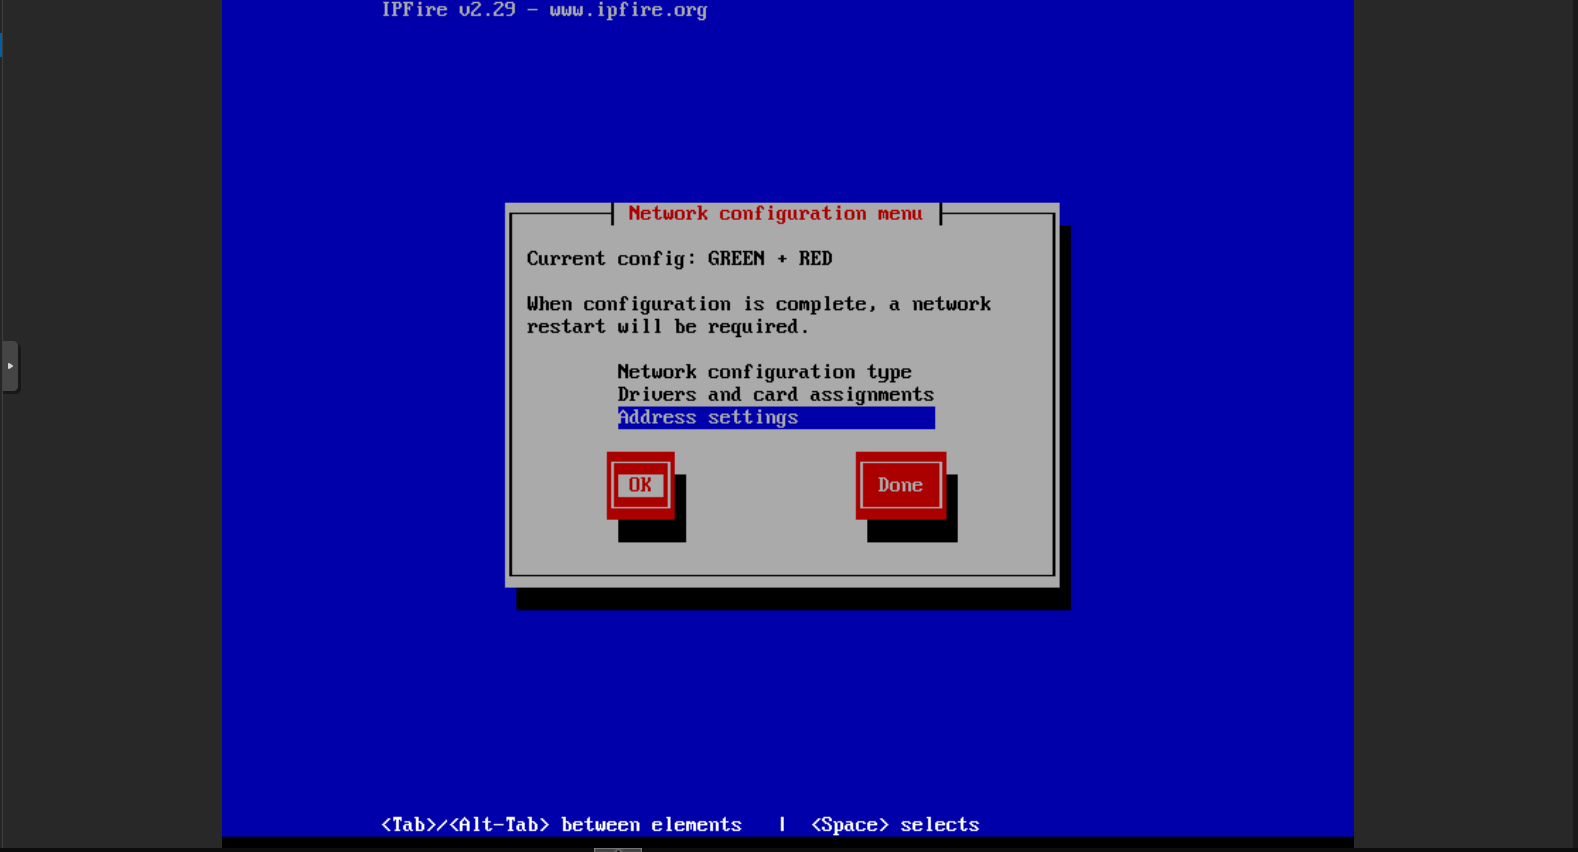 IPFire v2.29 - www.ipfire.org
Network configuration menu
Current config: GREEN + RED
When configuration is complete, a network
restart will be required.
Network configuration type
Drivers and card assignments
Address settings
OK
Done
<Tab>/<Alt-Tab> between elements | <Space> selects